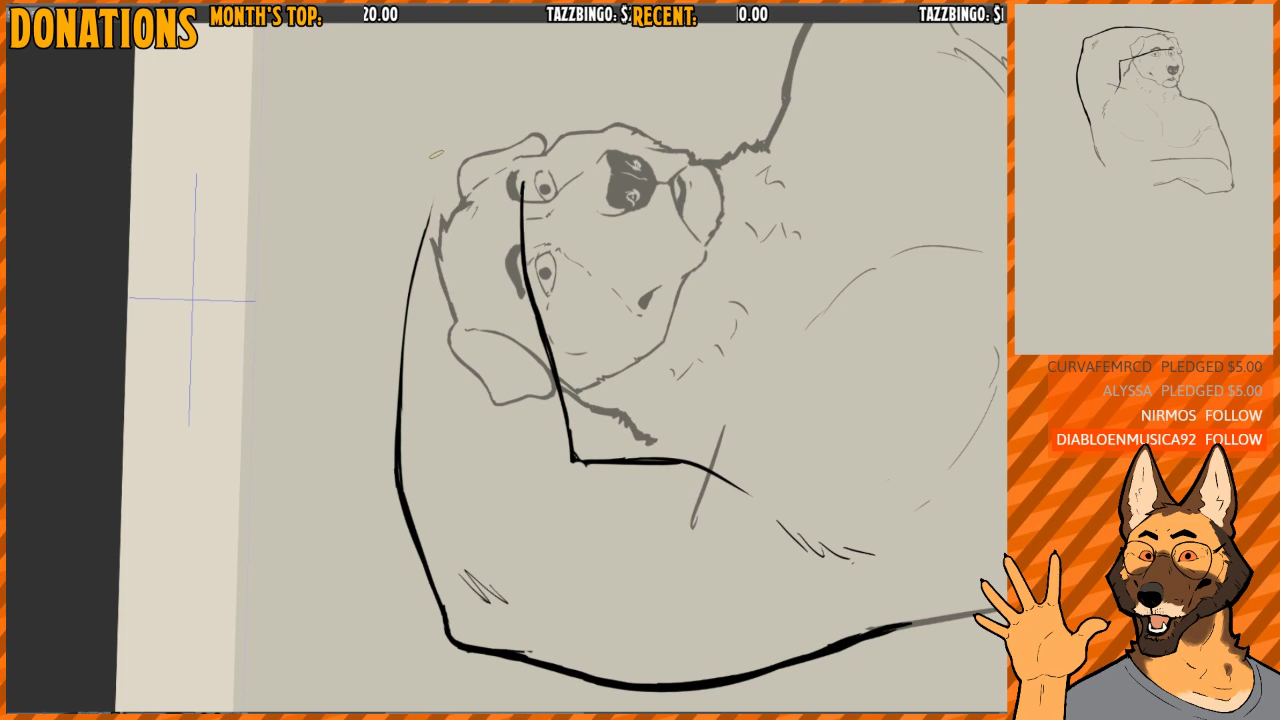 DONATIONS
MONTH'S TOP: 20.00 TAZZBINGO: $ RECENT: 0.00 TAZZBINGO: $
CURVAFEMRCD PLEDGED $5.00
ALYSSA PLEDGED $5.00
NIRMOS FOLLOW
DIABLOENMUSICA92 FOLLOW